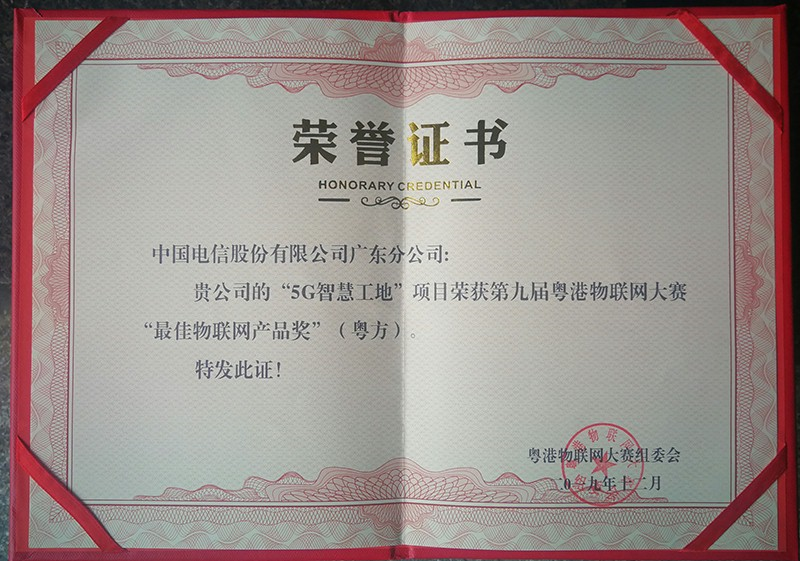 荣誉证书
HONORARY CREDENTIAL
中国电信股份有限公司广东分公司:
贵公司的“5G智慧工地”项目荣获第九届粤港物联网大赛
“最佳物联网产品奖”（粤方）。
特发此证!
粤港物联网大赛组委会
二〇一九年十二月